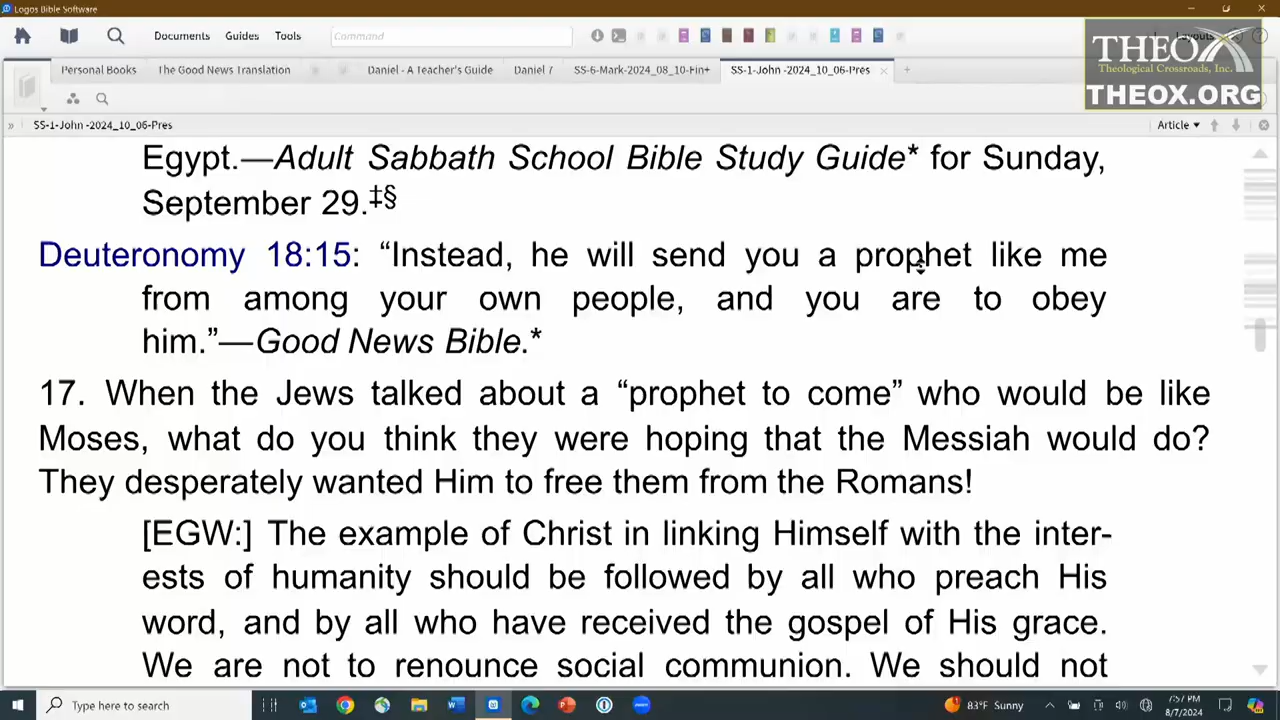 Logos Bible Software
Documents Guides Tools Command Layouts
THEOX
Theological Crossroads, Inc.
THEOX.ORG
Personal Books The Good News Translation Daniel 7 SS-6-Mark-2024_08_10-Fin+ SS-1-John -2024_10_06-Pres
SS-1-John -2024_10_06-Pres Article
Egypt.—Adult Sabbath School Bible Study Guide* for Sunday,
September 29.‡§
Deuteronomy 18:15: “Instead, he will send you a prophet like me
from among your own people, and you are to obey
him.”—Good News Bible.*
17. When the Jews talked about a “prophet to come” who would be like
Moses, what do you think they were hoping that the Messiah would do?
They desperately wanted Him to free them from the Romans!
[EGW:] The example of Christ in linking Himself with the inter-
ests of humanity should be followed by all who preach His
word, and by all who have received the gospel of His grace.
We are not to renounce social communion. We should not
Type here to search 83°F Sunny 7:57 PM
8/7/2024